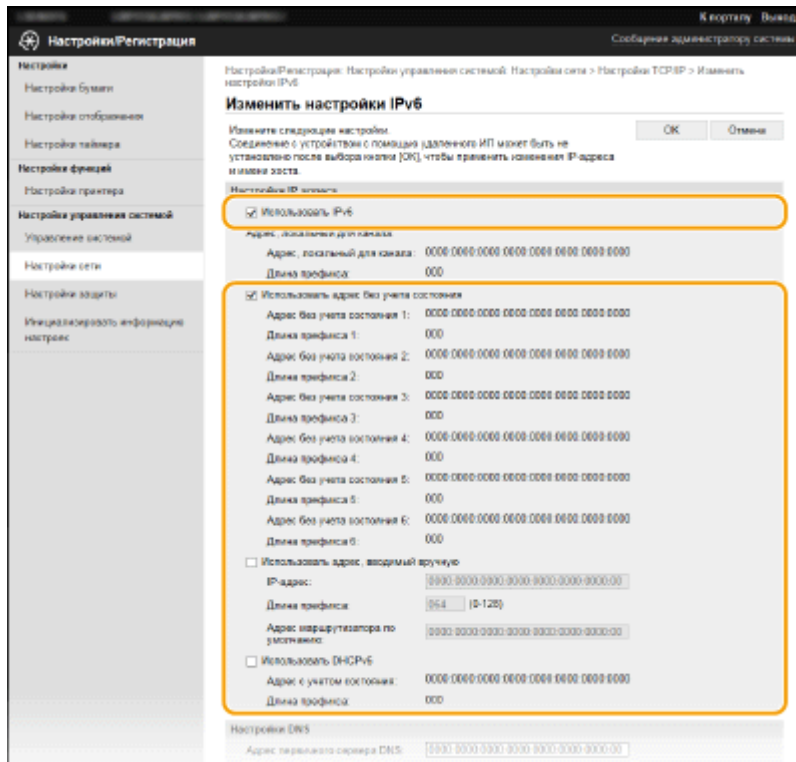 К порталу Выход
Настройки/Регистрация
Сообщение администратору системы
Настройки
Настройки бумаги
Настройки отображения
Настройки таймера
Настройки функций
Настройки принтера
Настройки управления системой
Управление системой
Настройки сети
Настройки защиты
Инициализировать информацию
настроек
Настройки/Регистрация: Настройки управления системой: Настройки сети > Настройки TCP/IP > Изменить
настройки IPv6
Изменить настройки IPv6
Измените следующие настройки.
Соединение с устройством с помощью удаленного ИП может быть не
установлено после выбора кнопки [OK], чтобы применить изменения IP-адреса
и имени хоста.
OK Отмена
Настройки IP адреса
Использовать IPv6
Адрес, локальный для канала
Адрес, локальный для канала: 0000:0000:0000:0000:0000:0000:0000:0000
Длина префикса: 000
Использовать адрес без учета состояния
Адрес без учета состояния 1: 0000:0000:0000:0000:0000:0000:0000:0000
Длина префикса 1: 000
Адрес без учета состояния 2: 0000:0000:0000:0000:0000:0000:0000:0000
Длина префикса 2: 000
Адрес без учета состояния 3: 0000:0000:0000:0000:0000:0000:0000:0000
Длина префикса 3: 000
Адрес без учета состояния 4: 0000:0000:0000:0000:0000:0000:0000:0000
Длина префикса 4: 000
Адрес без учета состояния 5: 0000:0000:0000:0000:0000:0000:0000:0000
Длина префикса 5: 000
Адрес без учета состояния 6: 0000:0000:0000:0000:0000:0000:0000:0000
Длина префикса 6: 000
Использовать адрес, вводимый вручную
IP-адрес: 0000:0000:0000:0000:0000:0000:0000:00
Длина префикса: 064 (0-128)
Адрес маршрутизатора по
умолчанию: 0000:0000:0000:0000:0000:0000:0000:00
Использовать DHCPv6
Адрес с учетом состояния: 0000:0000:0000:0000:0000:0000:0000:0000
Длина префикса: 000
Настройки DNS
Адрес первичного сервера DNS: 0000:0000:0000:0000:0000:0000:0000:00